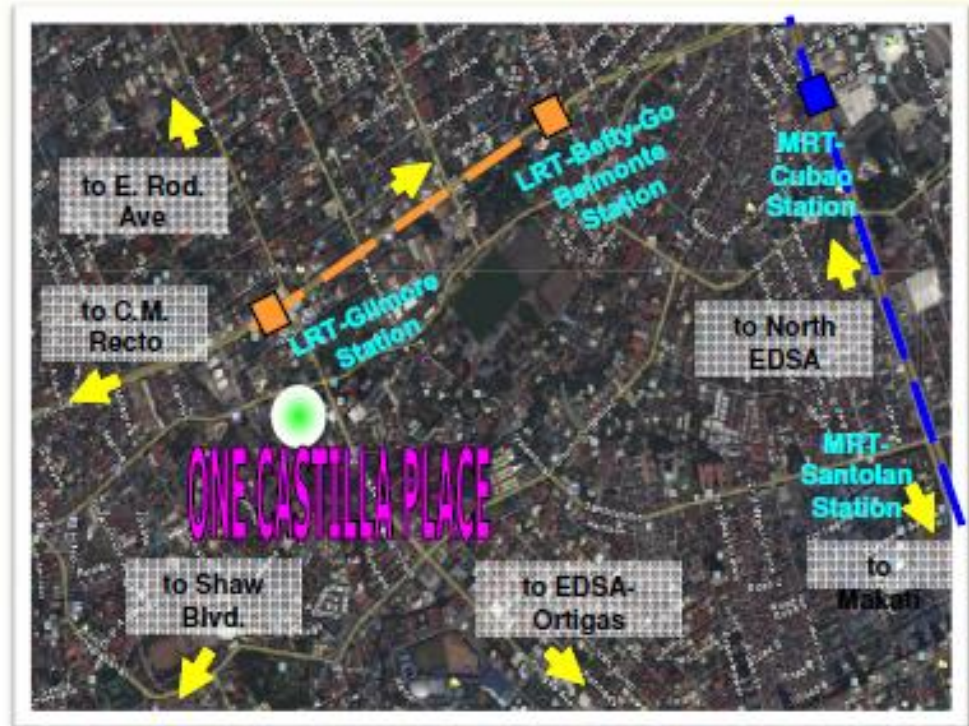 to E. Rod.
Ave
LRT-Betty-Go
Belmonte
Station
MRT-
Cubao
Station
to C.M.
Recto
LRT-Gilmore
Station
to North
EDSA
ONE CASTILLA PLACE
MRT-
Santolan
Station
to Shaw
Blvd.
to EDSA-
Ortigas
to
Makati